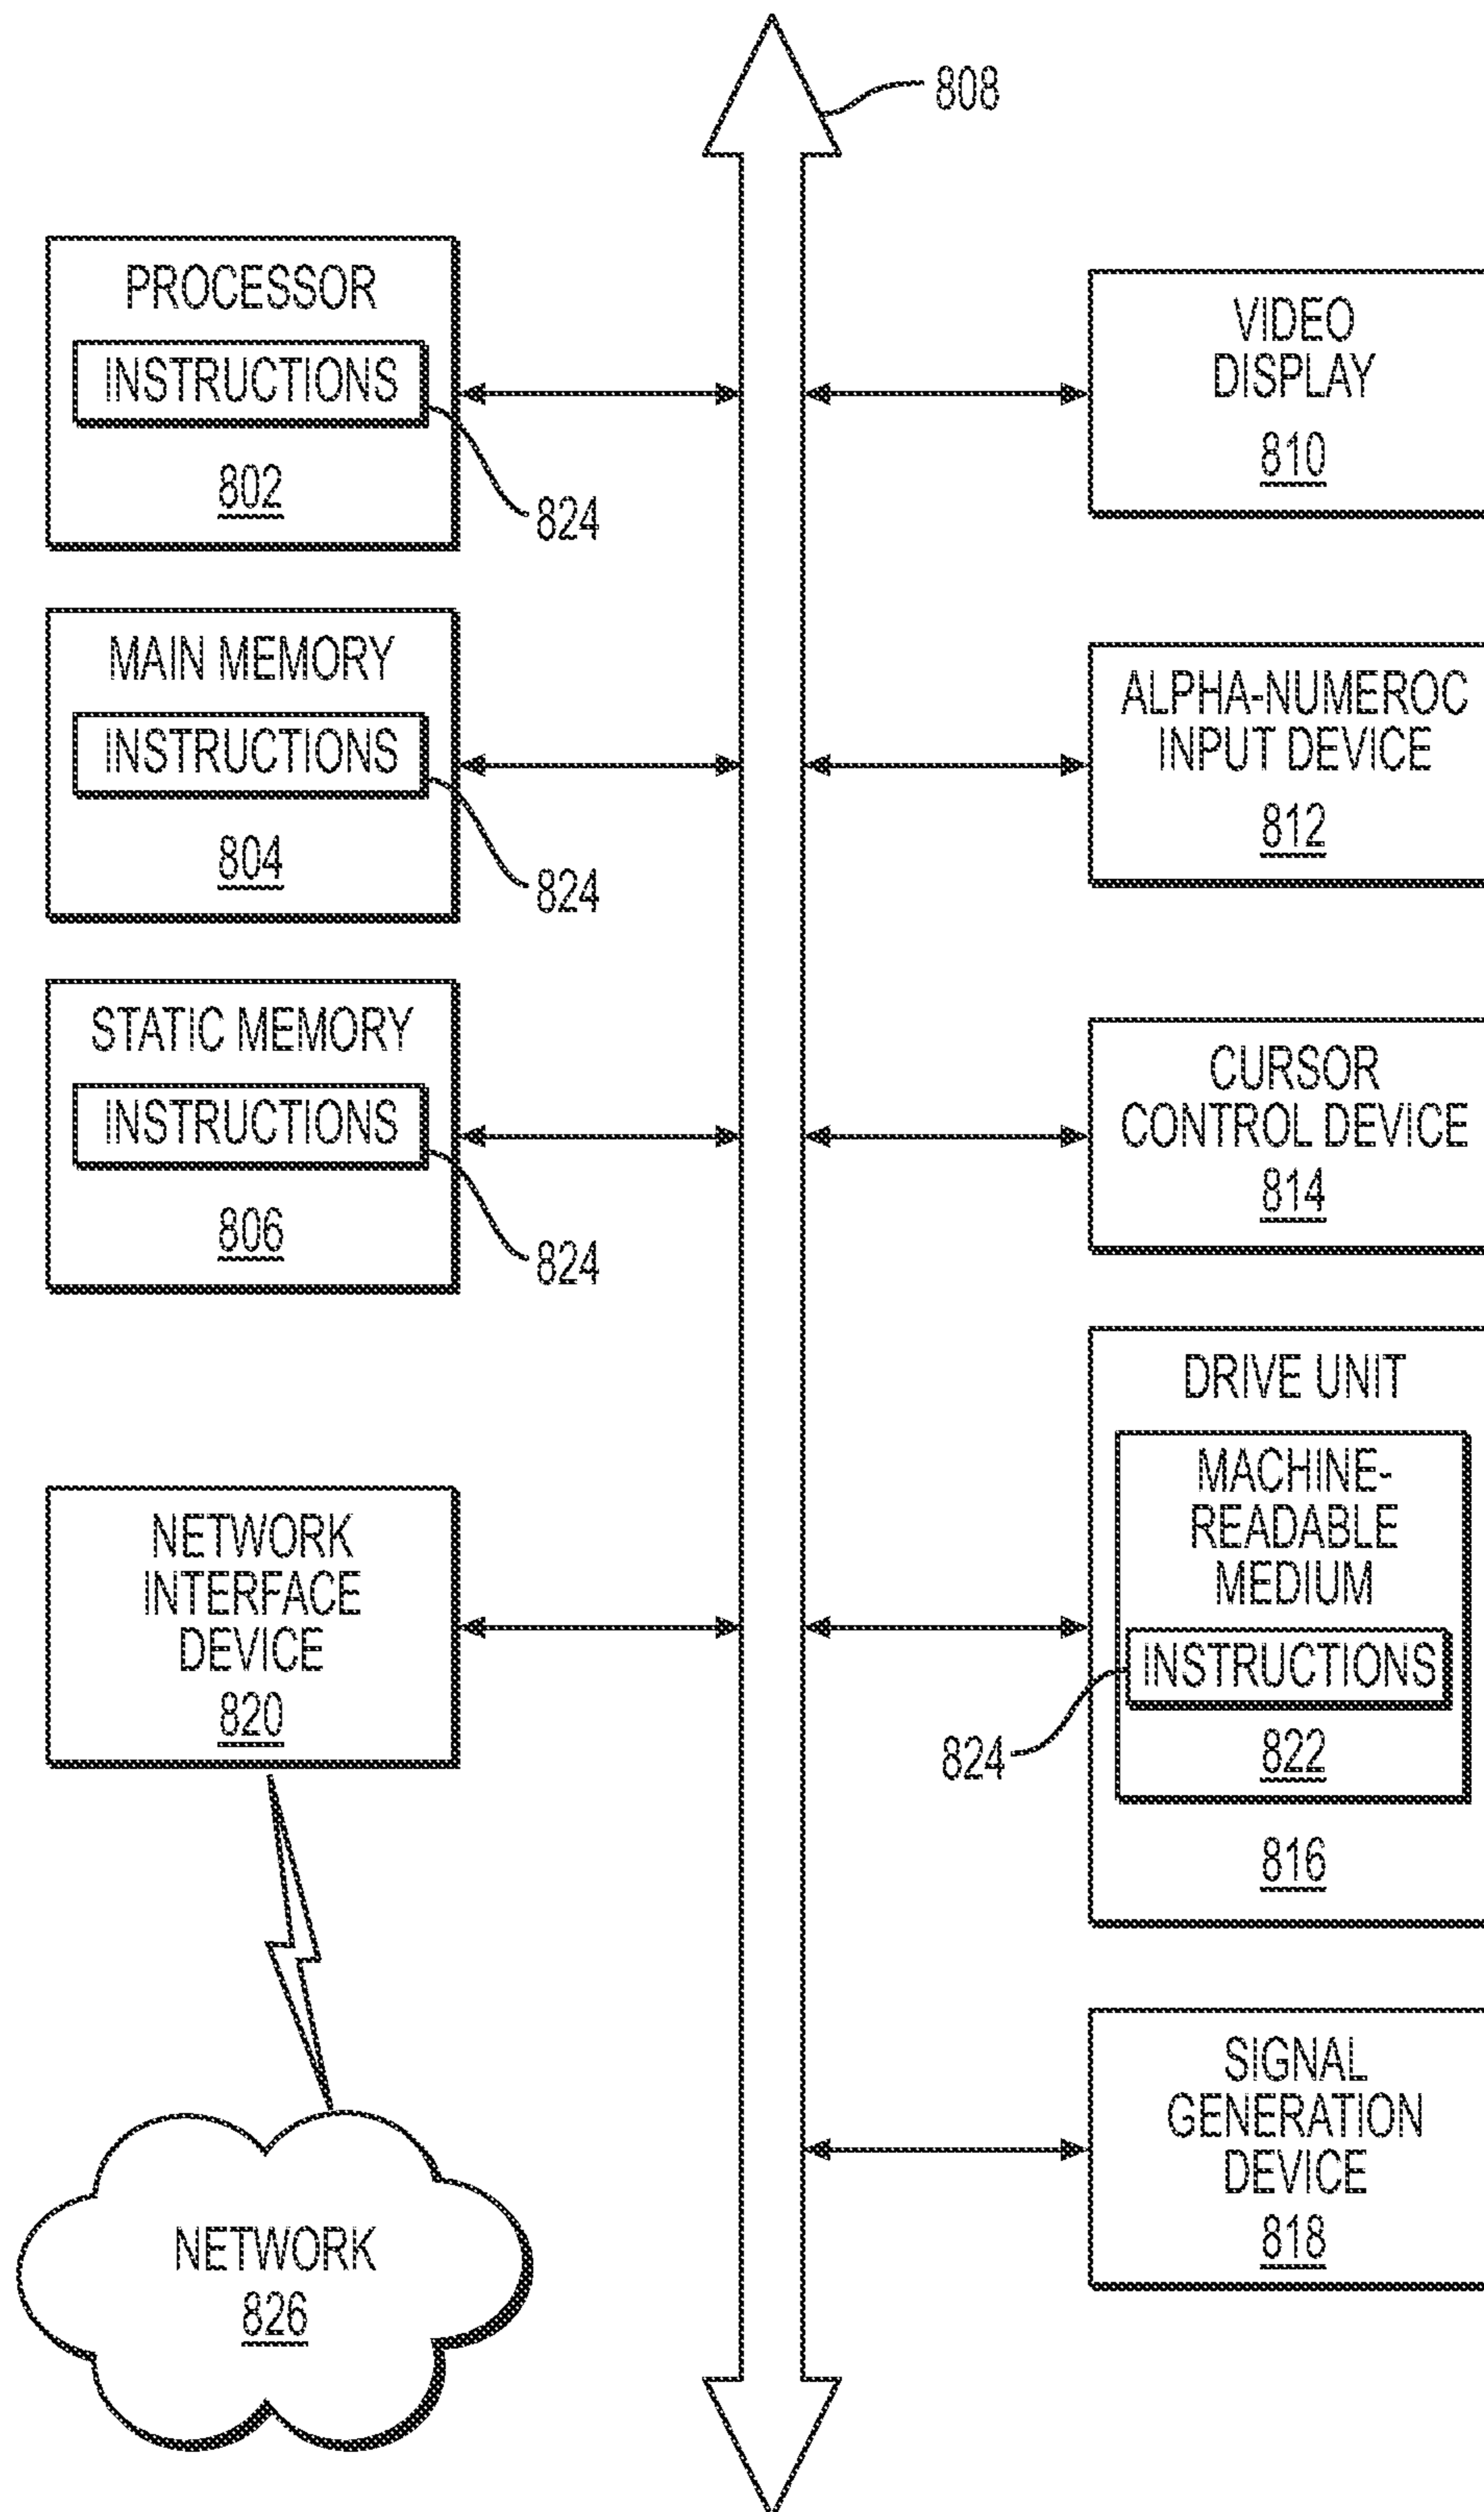 808
PROCESSOR
INSTRUCTIONS
802
824
MAIN MEMORY
INSTRUCTIONS
804
824
STATIC MEMORY
INSTRUCTIONS
806
824
NETWORK
INTERFACE
DEVICE
820
NETWORK
826
VIDEO
DISPLAY
810
ALPHA-NUMEROC
INPUT DEVICE
812
CURSOR
CONTROL DEVICE
814
DRIVE UNIT
MACHINE-
READABLE
MEDIUM
INSTRUCTIONS
824
822
816
SIGNAL
GENERATION
DEVICE
818